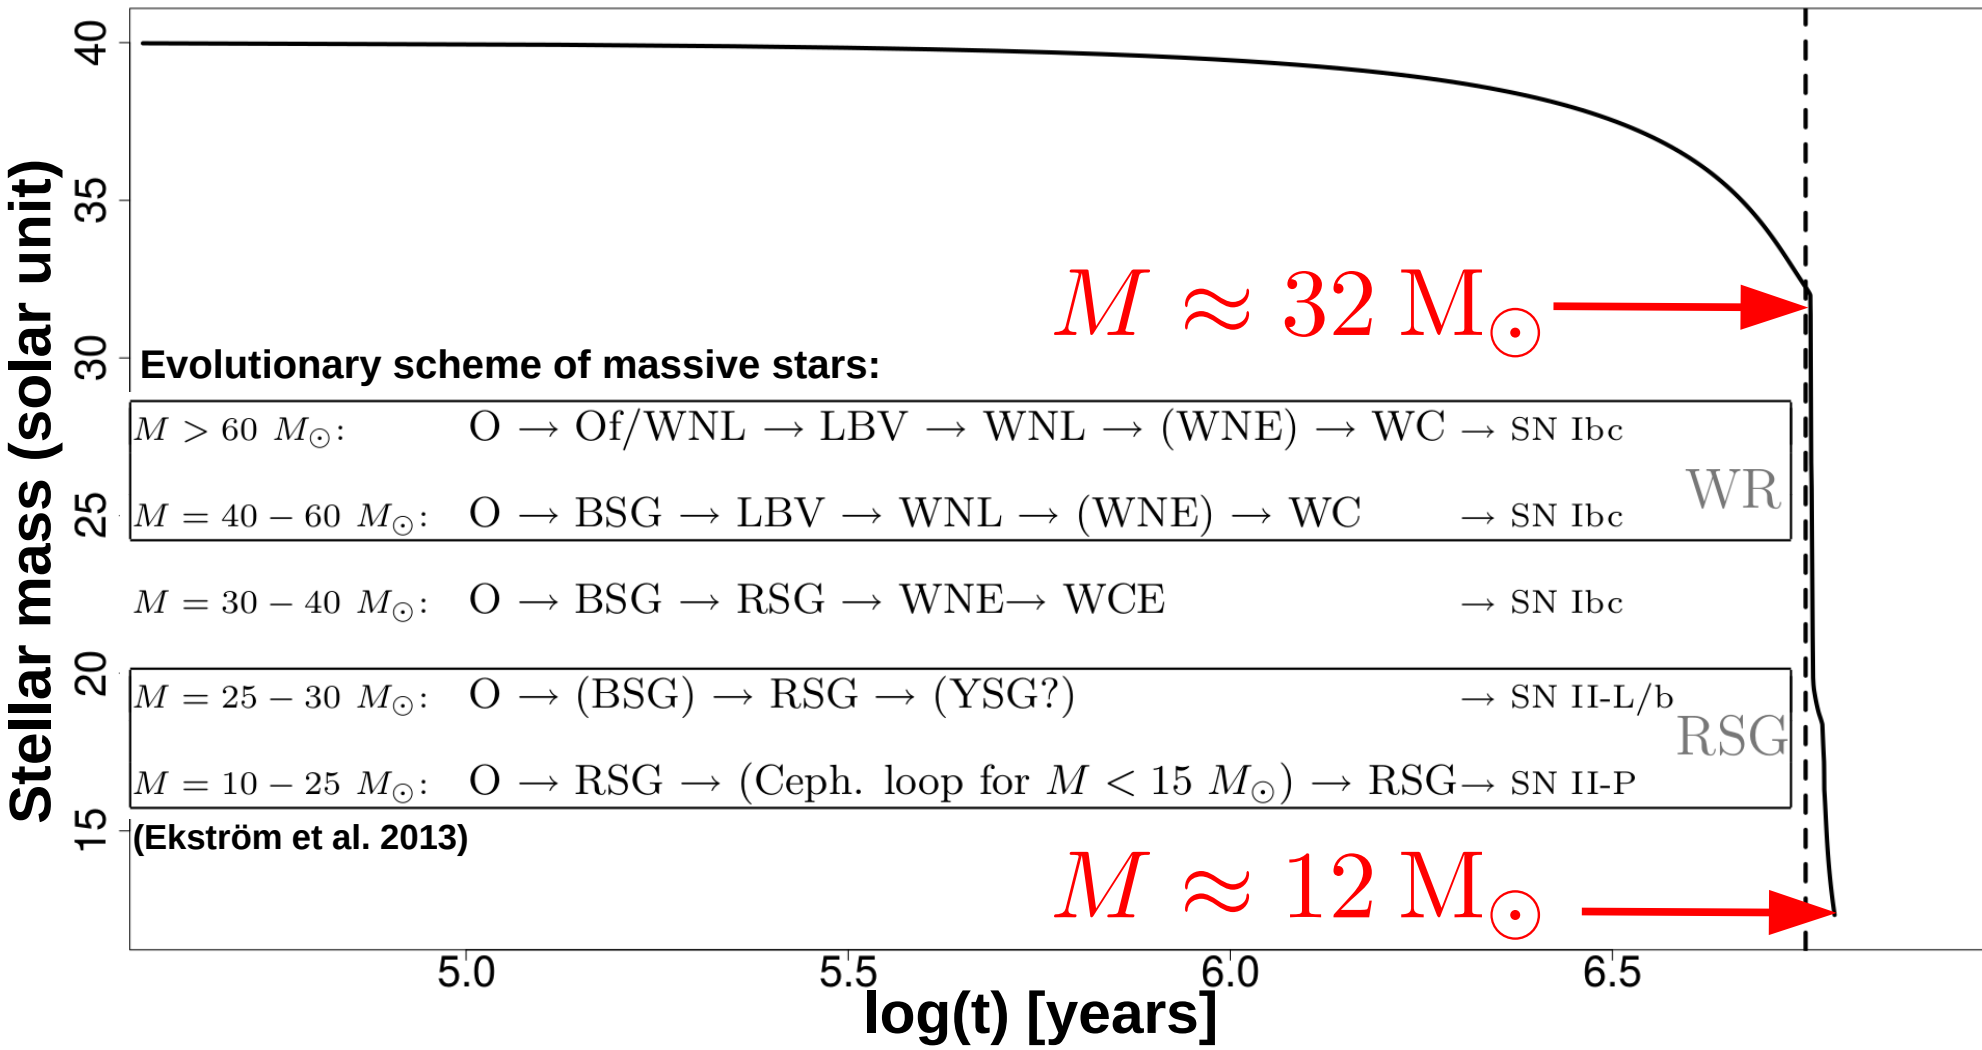 Stellar mass (solar unit)
40
35
30
25
20
15
M ≈ 32 M⊙
Evolutionary scheme of massive stars:
M > 60 M⊙: O → Of/WNL → LBV → WNL → (WNE) → WC → SN Ibc
WR
M = 40 – 60 M⊙: O → BSG → LBV → WNL → (WNE) → WC → SN Ibc
M = 30 – 40 M⊙: O → BSG → RSG → WNE→ WCE → SN Ibc
M = 25 – 30 M⊙: O → (BSG) → RSG → (YSG?) → SN II-L/b
RSG
M = 10 – 25 M⊙: O → RSG → (Ceph. loop for M < 15 M⊙) → RSG→ SN II-P
(Ekström et al. 2013)
M ≈ 12 M⊙
5.0 5.5 6.0 6.5
log(t) [years]